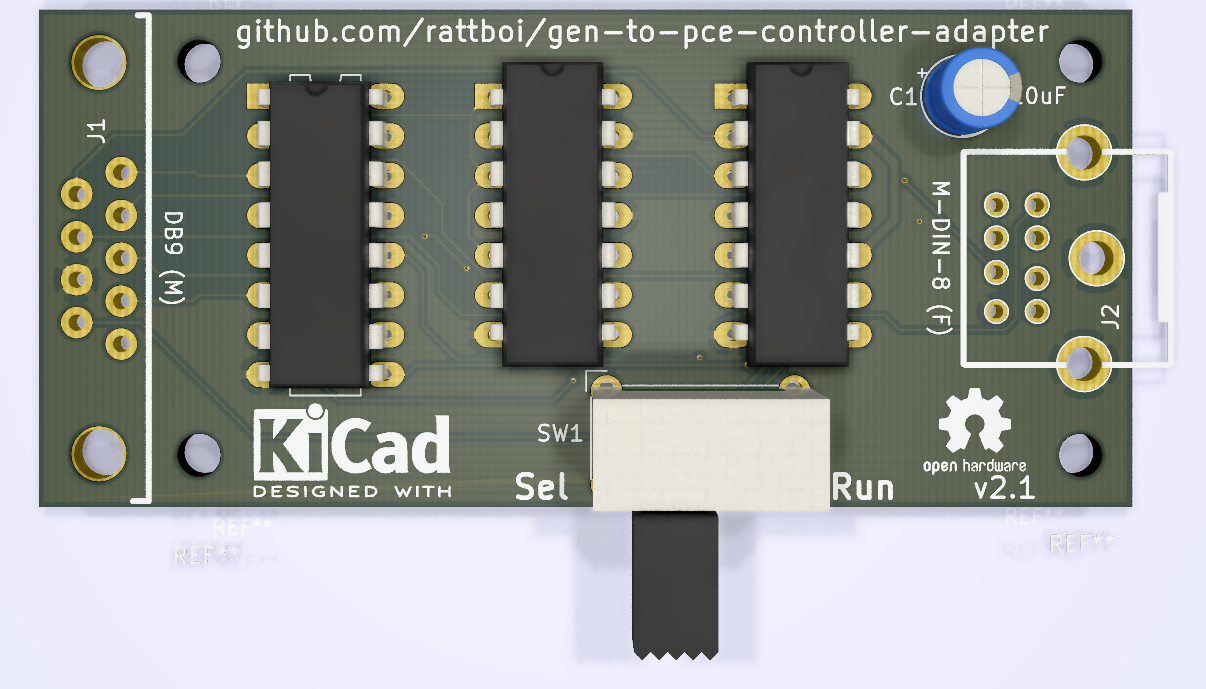 github.com/rattboi/gen-to-pce-controller-adapter
+
C1
0uF
J1
DB9 (M)
M-DIN-8 (F)
J2
KiCad
DESIGNED WITH
SW1
Sel
Run
open hardware
v2.1
REF**
REF**
REF**
REF**